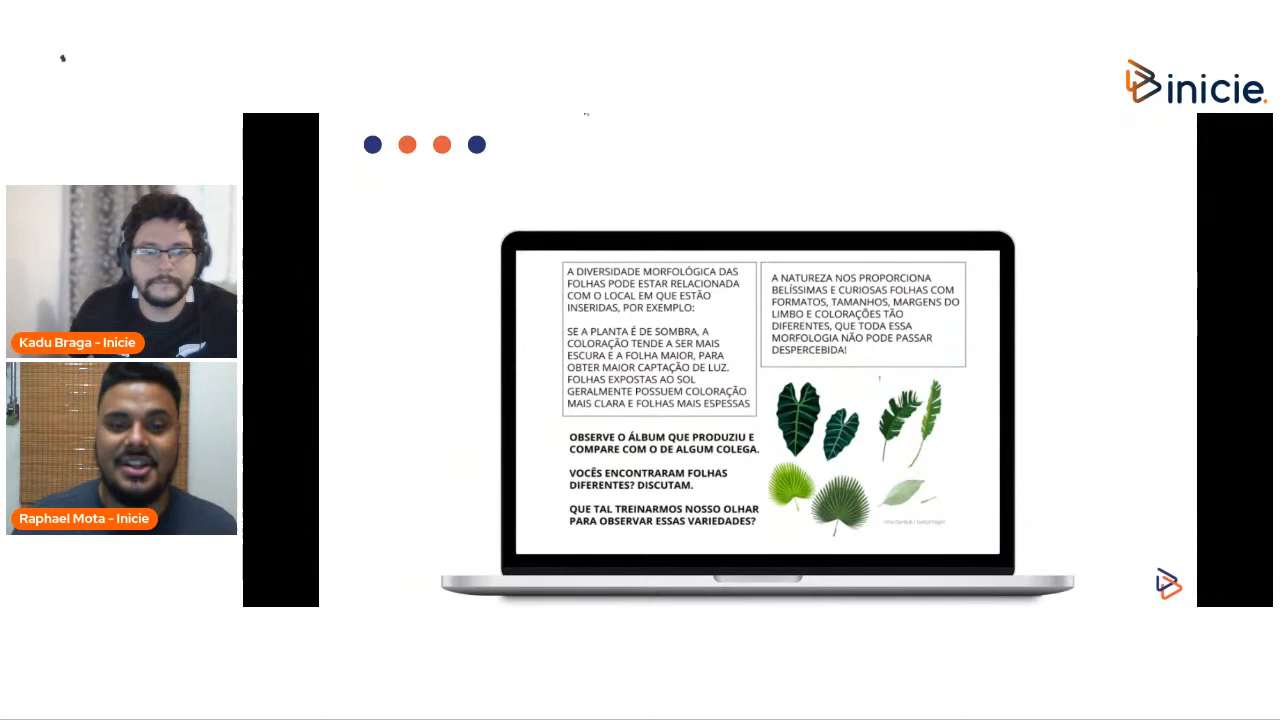 inicie.
Kadu Braga - Inicie
Raphael Mota - Inicie
A DIVERSIDADE MORFOLÓGICA DAS
FOLHAS PODE ESTAR RELACIONADA
COM O LOCAL EM QUE ESTÃO
INSERIDAS, POR EXEMPLO:
SE A PLANTA É DE SOMBRA, A
COLORAÇÃO TENDE A SER MAIS
ESCURA E A FOLHA MAIOR, PARA
OBTER MAIOR CAPTAÇÃO DE LUZ.
FOLHAS EXPOSTAS AO SOL
GERALMENTE POSSUEM COLORAÇÃO
MAIS CLARA E FOLHAS MAIS ESPESSAS
OBSERVE O ÁLBUM QUE PRODUZIU E
COMPARE COM O DE ALGUM COLEGA.
VOCÊS ENCONTRARAM FOLHAS
DIFERENTES? DISCUTAM.
QUE TAL TREINARMOS NOSSO OLHAR
PARA OBSERVAR ESSAS VARIEDADES?
A NATUREZA NOS PROPORCIONA
BELÍSSIMAS E CURIOSAS FOLHAS COM
FORMATOS, TAMANHOS, MARGENS DO
LIMBO E COLORAÇÕES TÃO
DIFERENTES, QUE TODA ESSA
MORFOLOGIA NÃO PODE PASSAR
DESPERCEBIDA!